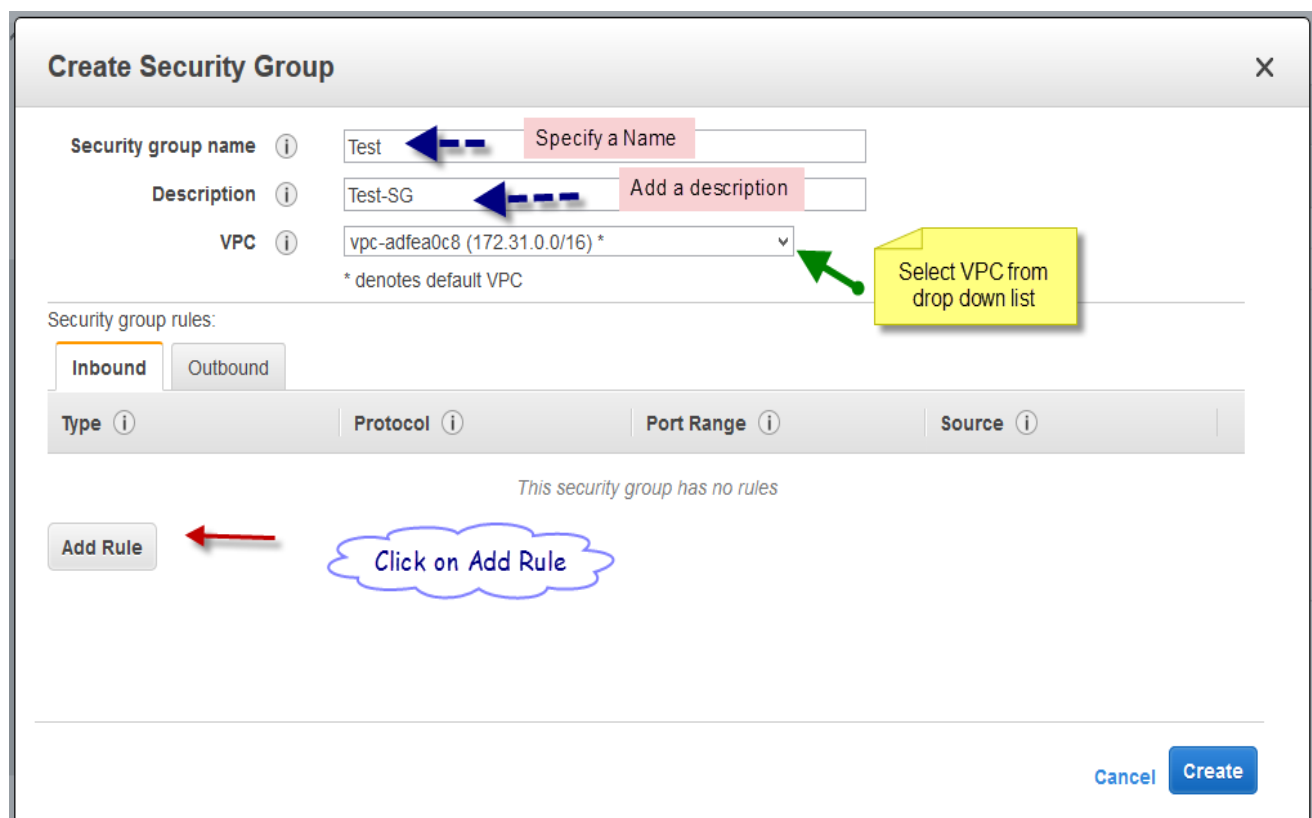 Create Security Group
Security group name
Test
Specify a Name
Description
Test-SG
Add a description
VPC
vpc-adfea0c8 (172.31.0.0/16) *
* denotes default VPC
Select VPC from
drop down list
Security group rules:
Inbound Outbound
Type i Protocol i Port Range i Source i
This security group has no rules
Add Rule
Click on Add Rule
Cancel Create